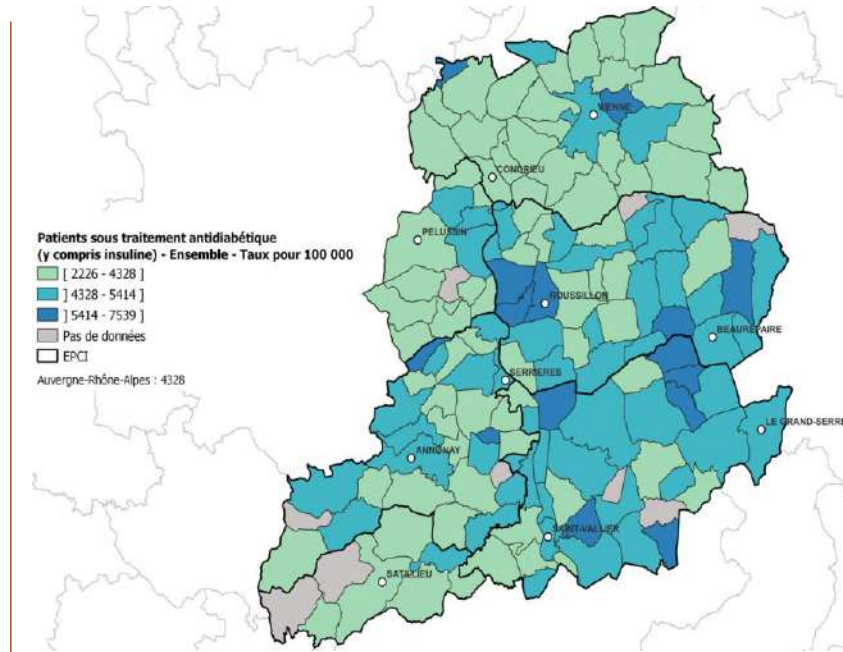 VIENNE
CONDRIEU
Patients sous traitement antidiabétique
(y compris insuline) - Ensemble - Taux pour 100 000
[ 2226 - 4328 ]
] 4328 - 5414 ]
] 5414 - 7539 ]
Pas de données
EPCI
Auvergne-Rhône-Alpes : 4328
PELUSSIN
ROUSSILLON
BEAUREPAIRE
SERRIERES
LE GRAND-SERRE
ANNONAY
SAINT-VALLIER
SATILLIEU